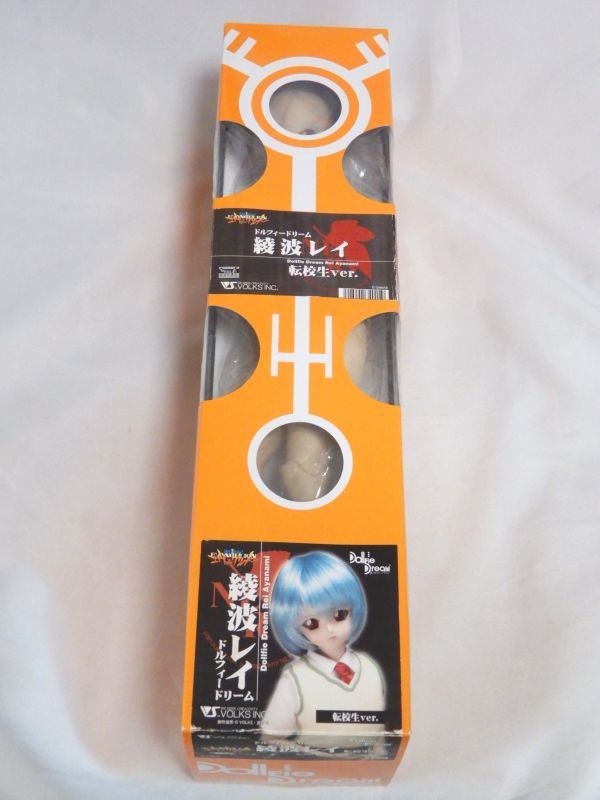 ドルフィードリーム
綾波レイ
Dollfie Dream Rei Ayanami
転校生ver.
VOLKS INC.
綾波レイ
ドルフィー
ドリーム
Dollfie Dream Rei Ayanami
Dollfie
Dream
VOLKS INC.
転校生ver.
Dollfie Dream